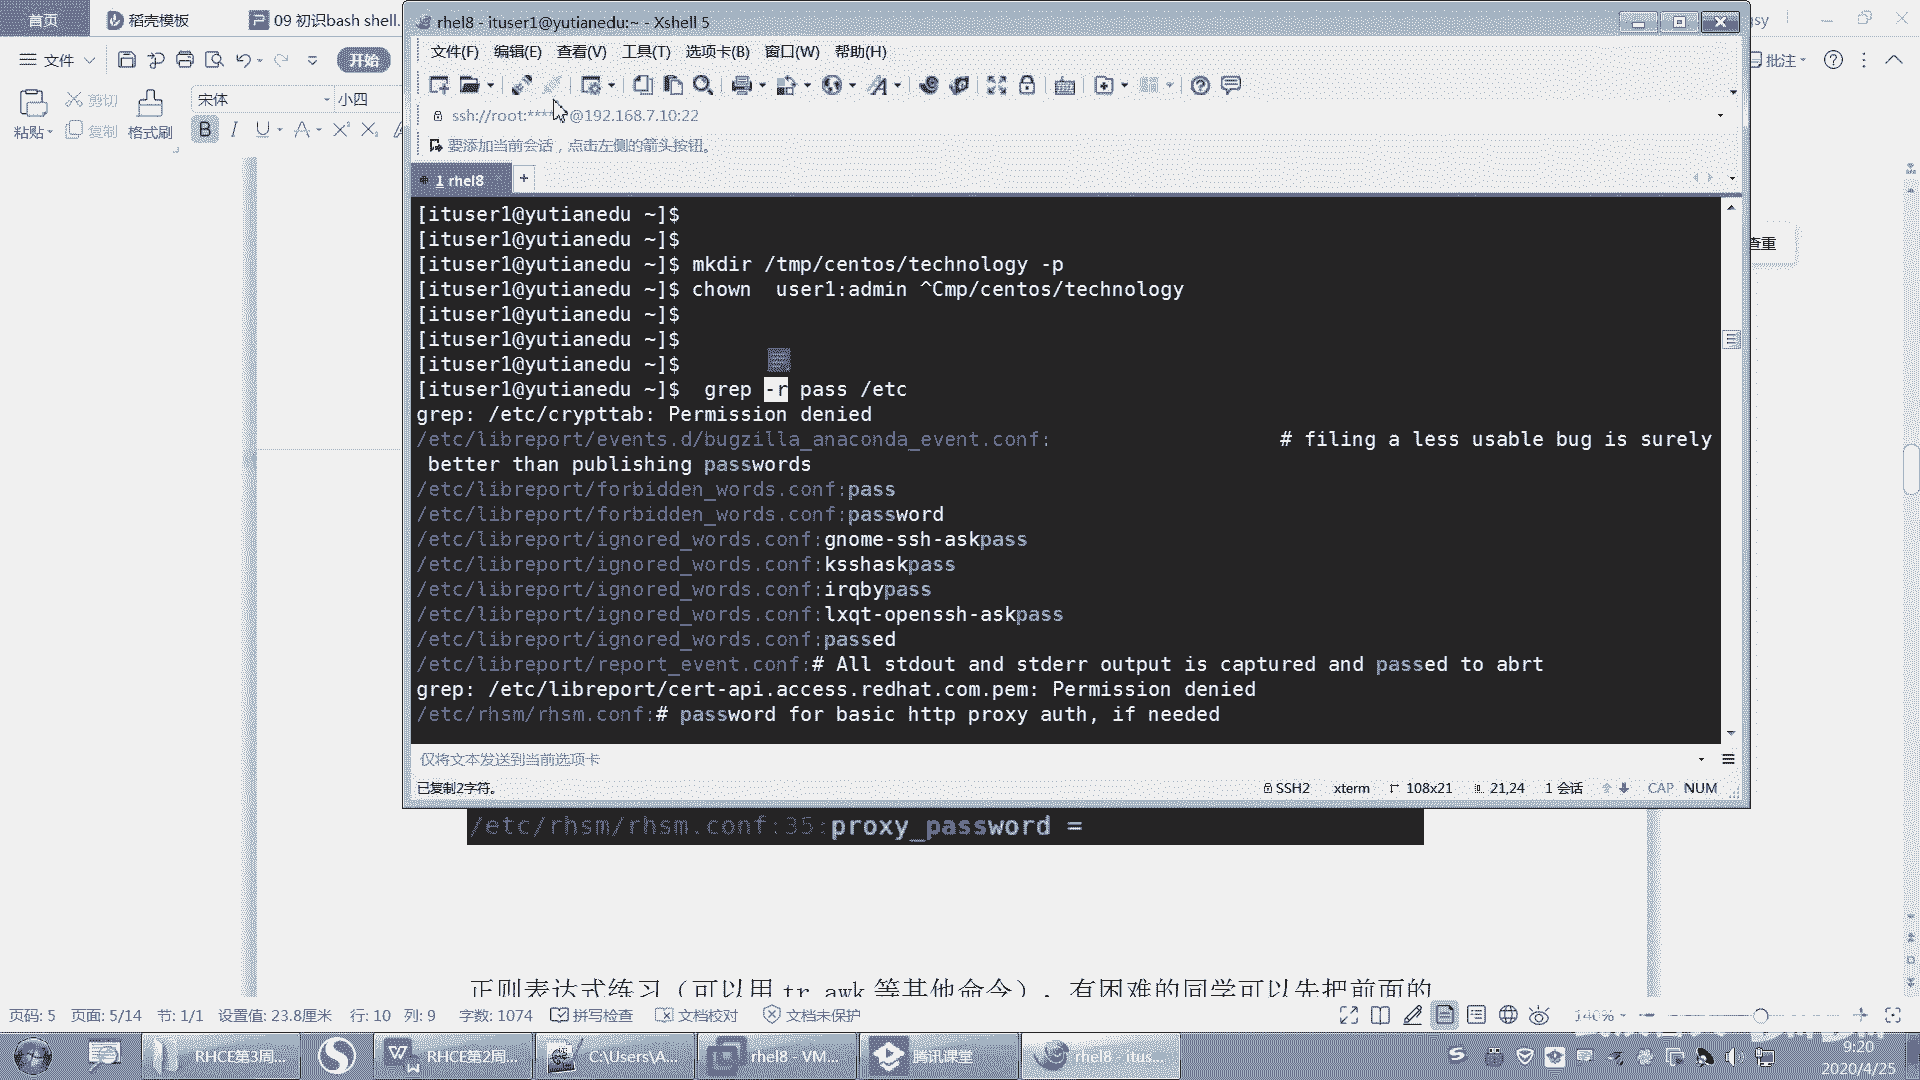 首页
稻壳模板
09 初识bash shell.
rhel8 - ituser1@yutianedu:~ - Xshell 5
文件
开始
批注
文件(F) 编辑(E) 查看(V) 工具(T) 选项卡(B) 窗口(W) 帮助(H)
粘贴
剪切
复制
格式刷
宋体
小四
B I U A X² X₂
ssh://root:*****@192.168.7.10:22
要添加当前会话，点击左侧的箭头按钮。
1 rhel8
+
查重
[ituser1@yutianedu ~]$
[ituser1@yutianedu ~]$
[ituser1@yutianedu ~]$ mkdir /tmp/centos/technology -p
[ituser1@yutianedu ~]$ chown  user1:admin ^Cmp/centos/technology
[ituser1@yutianedu ~]$
[ituser1@yutianedu ~]$
[ituser1@yutianedu ~]$
[ituser1@yutianedu ~]$  grep -r pass /etc
grep: /etc/crypttab: Permission denied
/etc/libreport/events.d/bugzilla_anaconda_event.conf:                   # filing a less usable bug is surely
better than publishing passwords
/etc/libreport/forbidden_words.conf:pass
/etc/libreport/forbidden_words.conf:password
/etc/libreport/ignored_words.conf:gnome-ssh-askpass
/etc/libreport/ignored_words.conf:ksshaskpass
/etc/libreport/ignored_words.conf:irqbypass
/etc/libreport/ignored_words.conf:lxqt-openssh-askpass
/etc/libreport/ignored_words.conf:passed
/etc/libreport/report_event.conf:# All stdout and stderr output is captured and passed to abrt
grep: /etc/libreport/cert-api.access.redhat.com.pem: Permission denied
/etc/rhsm/rhsm.conf:# password for basic http proxy auth, if needed
仅将文本发送到当前选项卡
已复制2字符。
SSH2 xterm 108x21 21,24 1 会话 CAP NUM
/etc/rhsm/rhsm.conf:35:proxy_password =
正则表达式练习（可以用 tr awk 等其他命令），有困难的同学可以先把前面的
页码: 5 页面: 5/14 节: 1/1 设置值: 23.8厘米 行: 10 列: 9 字数: 1074 拼写检查 文档校对 文档未保护
140%
RHCE第3周...
RHCE第2周...
C:\Users\A...
rhel8 - VM...
腾讯课堂
rhel8 - itus...
9:20
2020/4/25